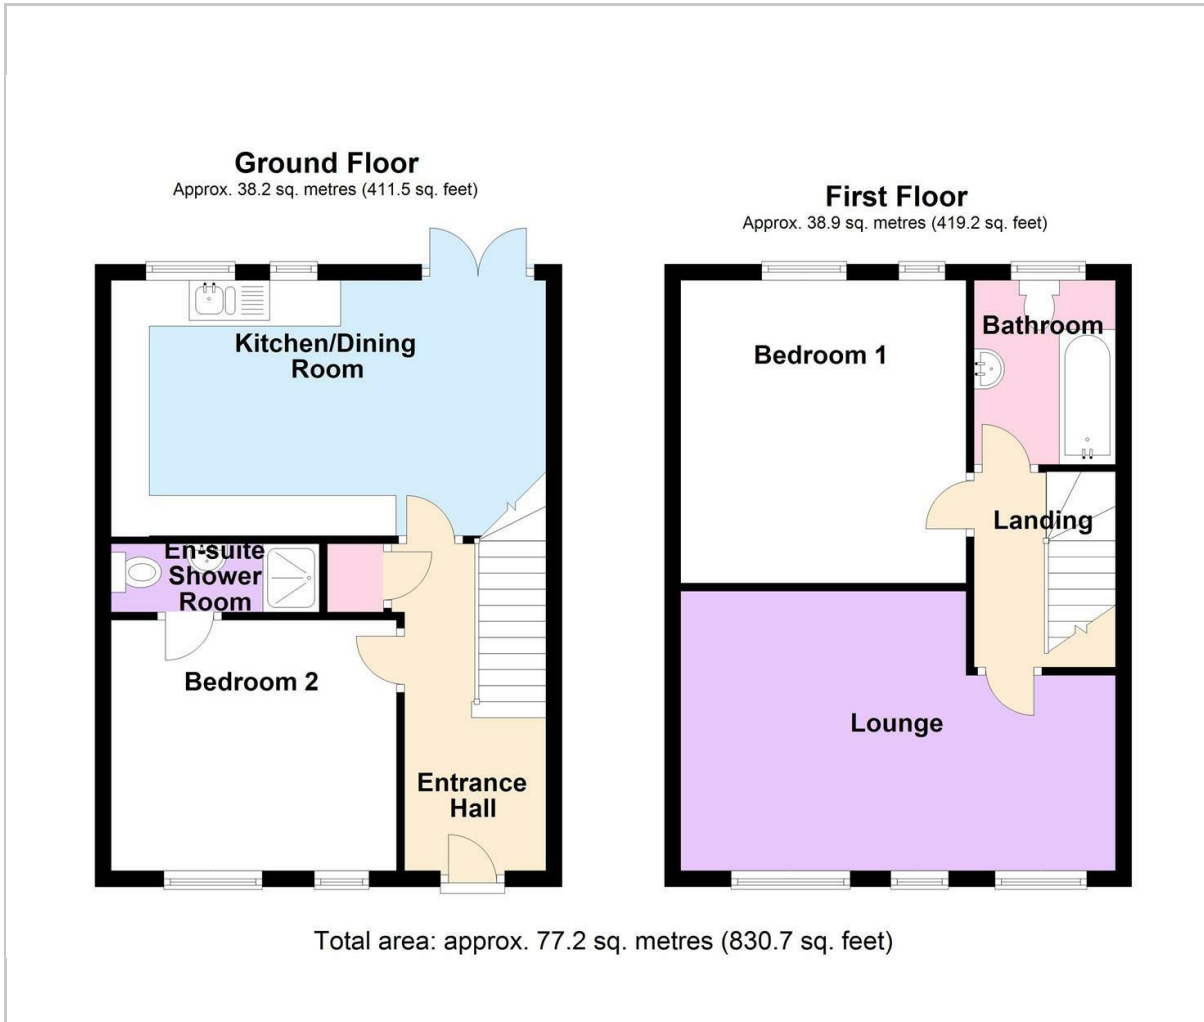 Ground Floor
Approx. 38.2 sq. metres (411.5 sq. feet)
Kitchen/Dining
Room
En-suite
Shower
Room
Bedroom 2
Entrance
Hall
First Floor
Approx. 38.9 sq. metres (419.2 sq. feet)
Bedroom 1
Bathroom
Landing
Lounge
Total area: approx. 77.2 sq. metres (830.7 sq. feet)